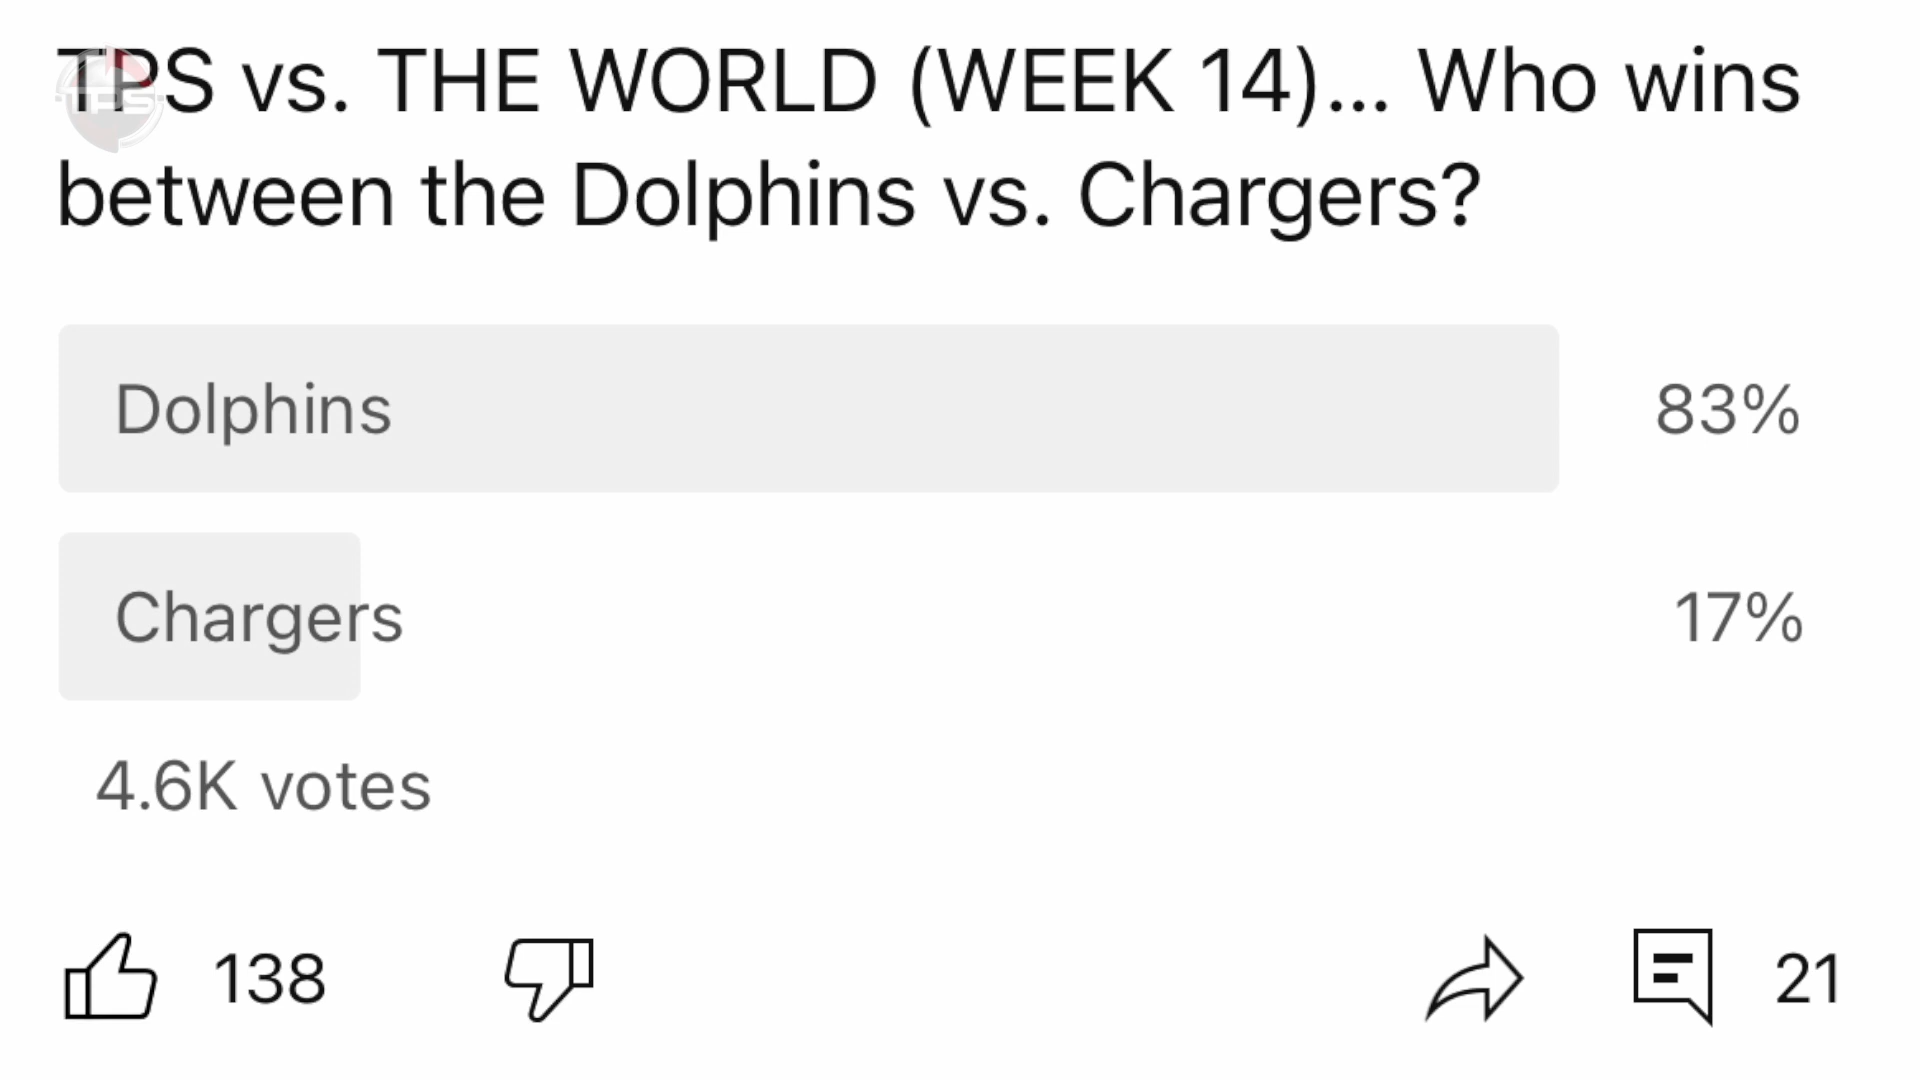 TPS vs. THE WORLD (WEEK 14)... Who wins
between the Dolphins vs. Chargers?
TPS
Dolphins 83%
Chargers 17%
4.6K votes
138 21